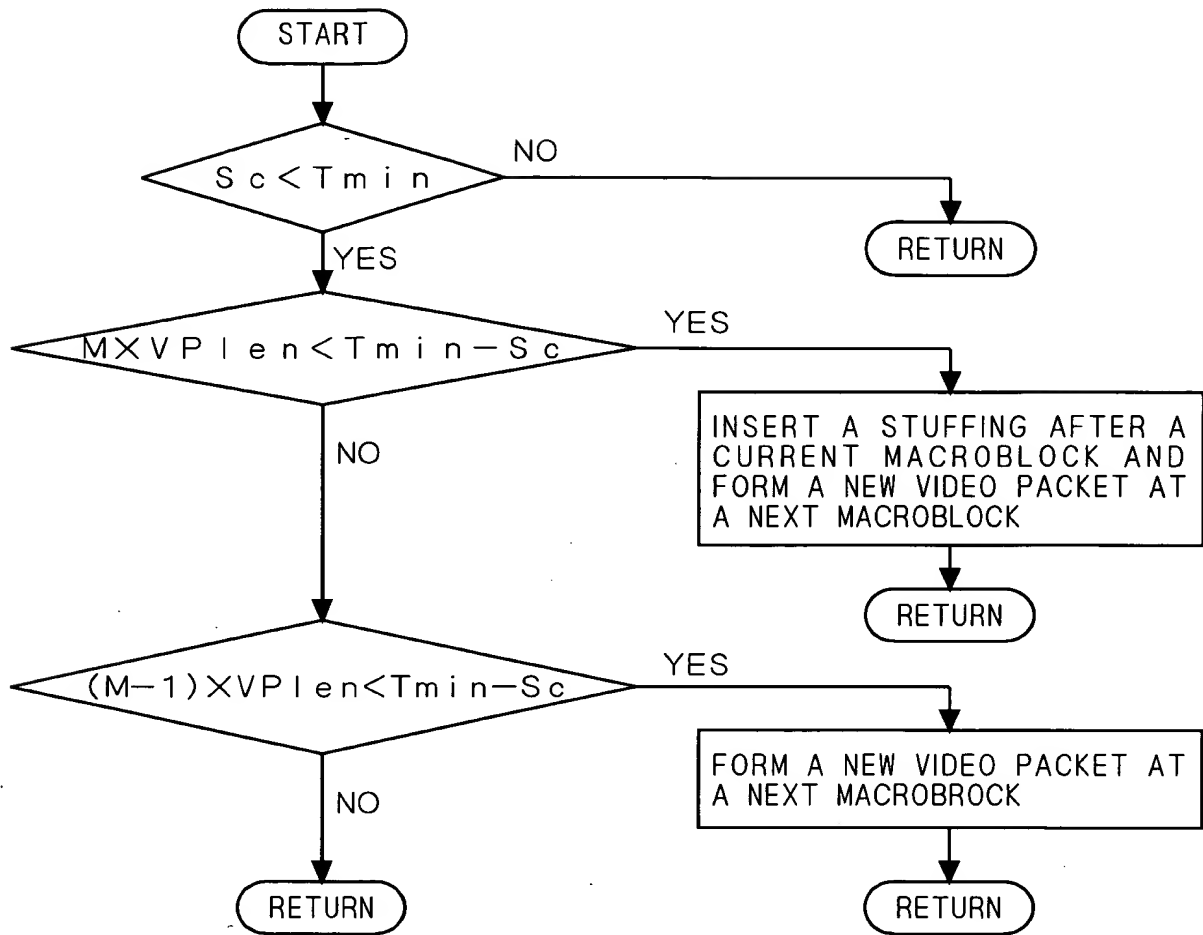 START
Sc<Tmin
NO
RETURN
YES
M×VPlen<Tmin−Sc
YES
INSERT A STUFFING AFTER A
CURRENT MACROBLOCK AND
FORM A NEW VIDEO PACKET AT
A NEXT MACROBLOCK
NO
RETURN
(M−1)×VPlen<Tmin−Sc
YES
FORM A NEW VIDEO PACKET AT
A NEXT MACROBROCK
NO
RETURN
RETURN